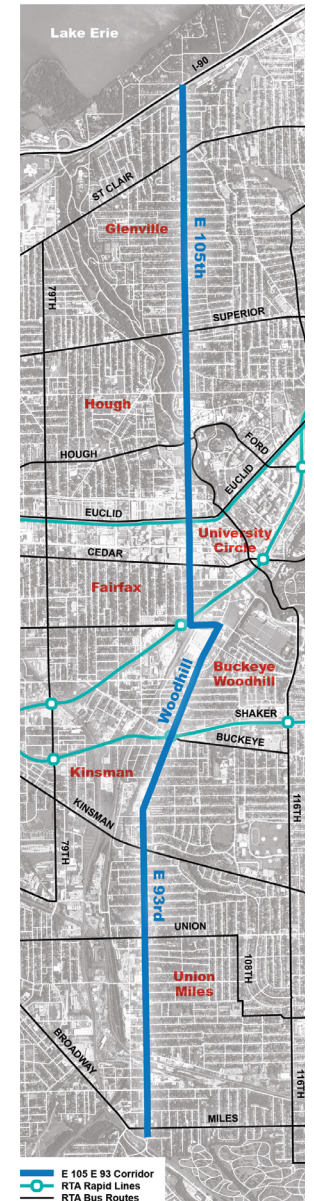 Lake Erie
I-90
ST CLAIR
Glenville
E 105th
79TH
SUPERIOR
Hough
FORD
HOUGH
EUCLID
EUCLID
University
Circle
CEDAR
Fairfax
Woodhill
Buckeye
Woodhill
SHAKER
BUCKEYE
Kinsman
KINSMAN
116TH
79TH
E 93rd
UNION
108TH
Union
Miles
BROADWAY
116TH
MILES
E 105 E 93 Corridor
RTA Rapid Lines
RTA Bus Routes